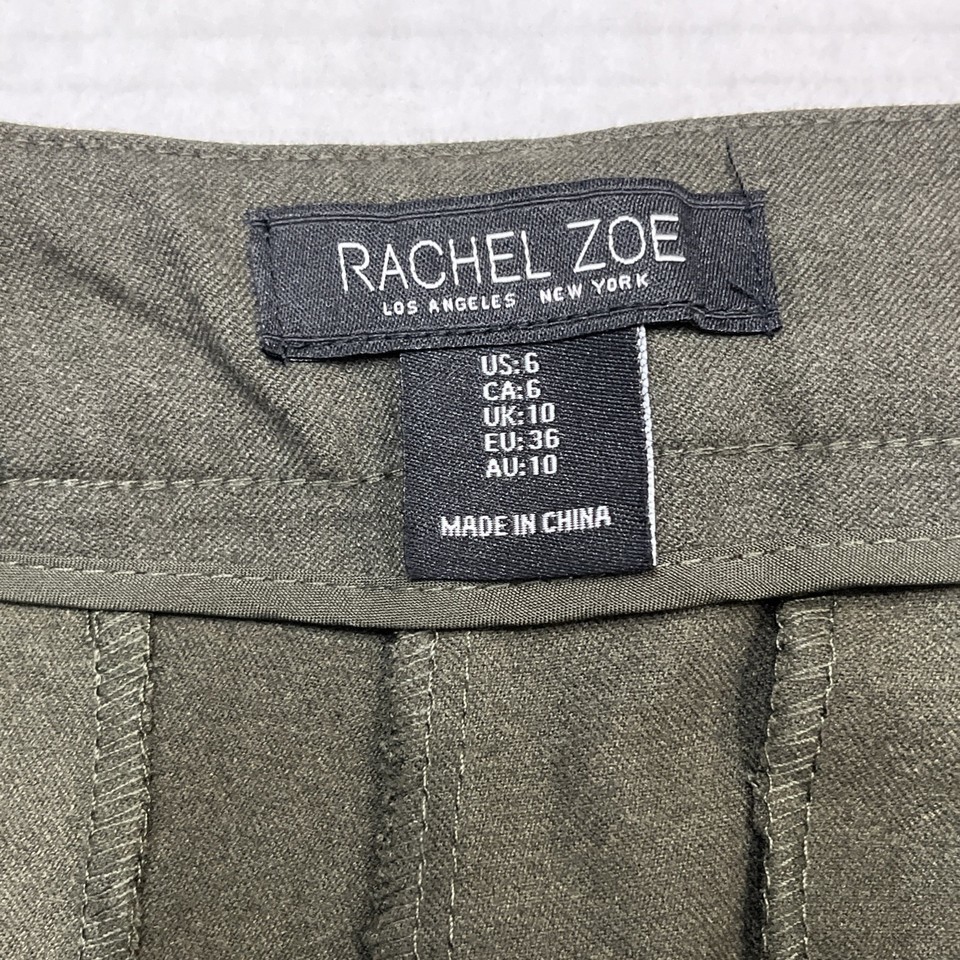 RACHEL ZOE
LOS ANGELES NEW YORK
US:6
CA:6
UK:10
EU:36
AU:10
MADE IN CHINA